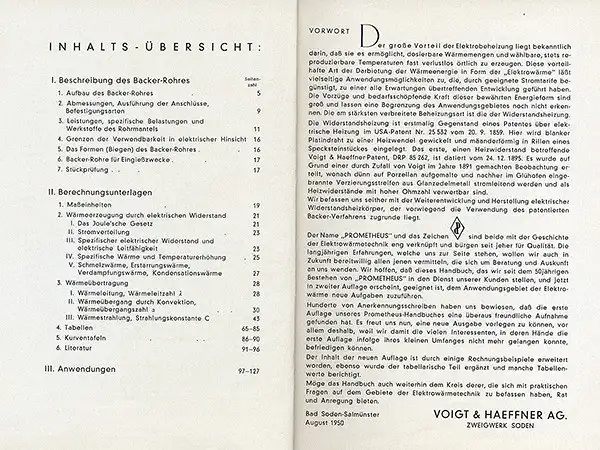 INHALTS-ÜBERSICHT:
Seiten-
zahl
I. Beschreibung des Backer-Rohres
1. Aufbau des Backer-Rohres . . . 5
2. Abmessungen, Ausführung der Anschlüsse,
Befestigungsarten . . . 9
3. Leistungen, spezifische Belastungen und
Werkstoffe des Rohrmantels . . . 11
4. Grenzen der Verwendbarkeit in elektrischer Hinsicht 16
5. Das Formen (Biegen) des Backer-Rohres . 16
6. Backer-Rohre für Eingießzwecke . . 17
7. Stückprüfung . . . 17
II. Berechnungsunterlagen
1. Maßeinheiten . . . 19
2. Wärmeerzeugung durch elektrischen Widerstand 21
I. Das Joule'sche Gesetz . . . 21
II. Stromverteilung . . . 23
III. Spezifischer elektrischer Widerstand und
elektrische Leitfähigkeit . . . 23
IV. Spezifische Wärme und Temperaturerhöhung . 25
V. Schmelzwärme, Erstarrungswärme,
Verdampfungswärme, Kondensationswärme 27
3. Wärmeübertragung . . . 28
I. Wärmeleitung, Wärmeleitzahl λ . . 28
II. Wärmeübergang durch Konvektion,
Wärmeübergangszahl α . . . 30
III. Wärmestrahlung, Strahlungskonstante C . 43
4. Tabellen . . . 65—85
5. Kurventafeln . . . 86—90
6. Literatur . . . 91—96
III. Anwendungen . . . 97—127
VORWORT
Der große Vorteil der Elektrobeheizung liegt bekanntlich
darin, daß sie es ermöglicht, dosierbare Wärmemengen und wählbare, stets re-
produzierbare Temperaturen fast verlustlos örtlich zu erzeugen. Diese vorteil-
hafte Art der Darbietung der Wärmeenergie in Form der „Elektrowärme“ läßt
vielseitige Anwendungsmöglichkeiten zu, die, durch geeignete Stromtarife be-
günstigt, zu einer alle Erwartungen übertreffenden Entwicklung geführt haben.
Die Vorzüge und bedarfsschöpfende Kraft dieser bewährten Energieform sind
groß und lassen eine Begrenzung des Anwendungsgebietes noch nicht erken-
nen. Die am stärksten verbreitete Beheizungsart ist die der Widerstandsheizung.
Die Widerstandsheizung ist erstmalig Gegenstand eines Patentes über elek-
trische Heizung im USA-Patent Nr. 25 532 vom 20. 9. 1859. Hier wird blanker
Platindraht zu einer Heizwendel gewickelt und mäanderförmig in Rillen eines
Specksteinstückes eingelegt. Das erste, einen Heizwiderstand betreffende
Voigt & Haeffner Patent, DRP 85 262, ist datiert vom 24. 12. 1895. Es wurde auf
Grund einer durch Zufall von Voigt im Jahre 1891 gemachten Beobachtung er-
teilt, wonach dünn auf Porzellan aufgemalte und nachher im Glühofen einge-
brannte Verzierungsstreifen aus Glanzedelmetall stromleitend werden und als
Heizwiderstände mit hoher Ohmzahl verwertbar sind.
Wir befassen uns seither mit der Weiterentwicklung und Herstellung elektrischer
Widerstandsheizkörper, der vorwiegend die Verwendung des patentierten
Backer-Verfahrens zugrunde liegt.
Der Name „PROMETHEUS“ und das Zeichen sind beide mit der Geschichte
der Elektrowärmetechnik eng verknüpft und bürgen seit jeher für Qualität. Die
langjährigen Erfahrungen, welche uns zur Seite stehen, wollen wir auch in
Zukunft bereitwillig allen jenen vermitteln, die sich um Beratung und Auskunft
an uns wenden. Wir hoffen, daß dieses Handbuch, das wir seit dem 50jährigen
Bestehen von „PROMETHEUS“ in den Dienst unserer Kunden stellen, und jetzt
in zweiter Auflage erscheint, geeignet ist, dem Anwendungsgebiet der Elektro-
wärme neue Aufgaben zuzuführen.
Hunderte von Anerkennungsschreiben haben uns bewiesen, daß die erste
Auflage unseres Prometheus-Handbuches eine überaus freundliche Aufnahme
gefunden hat. Es freut uns nun, eine neue Ausgabe vorlegen zu können, vor
allem deshalb, weil wir damit die vielen Interessenten, in deren Hände die
erste Auflage infolge ihres kleinen Umfanges nicht mehr gelangen konnte,
befriedigen können.
Der Inhalt der neuen Auflage ist durch einige Rechnungsbeispiele erweitert
worden, ebenso wurde der tabellarische Teil ergänzt und manche Tabellen-
werte berichtigt.
Möge das Handbuch auch weiterhin dem Kreis derer, die sich mit praktischen
Fragen auf dem Gebiete der Elektrowärmetechnik zu befassen haben, Rat
und Anregung bieten.
Bad Soden-Salmünster
August 1950
VOIGT & HAEFFNER AG.
ZWEIGWERK SODEN